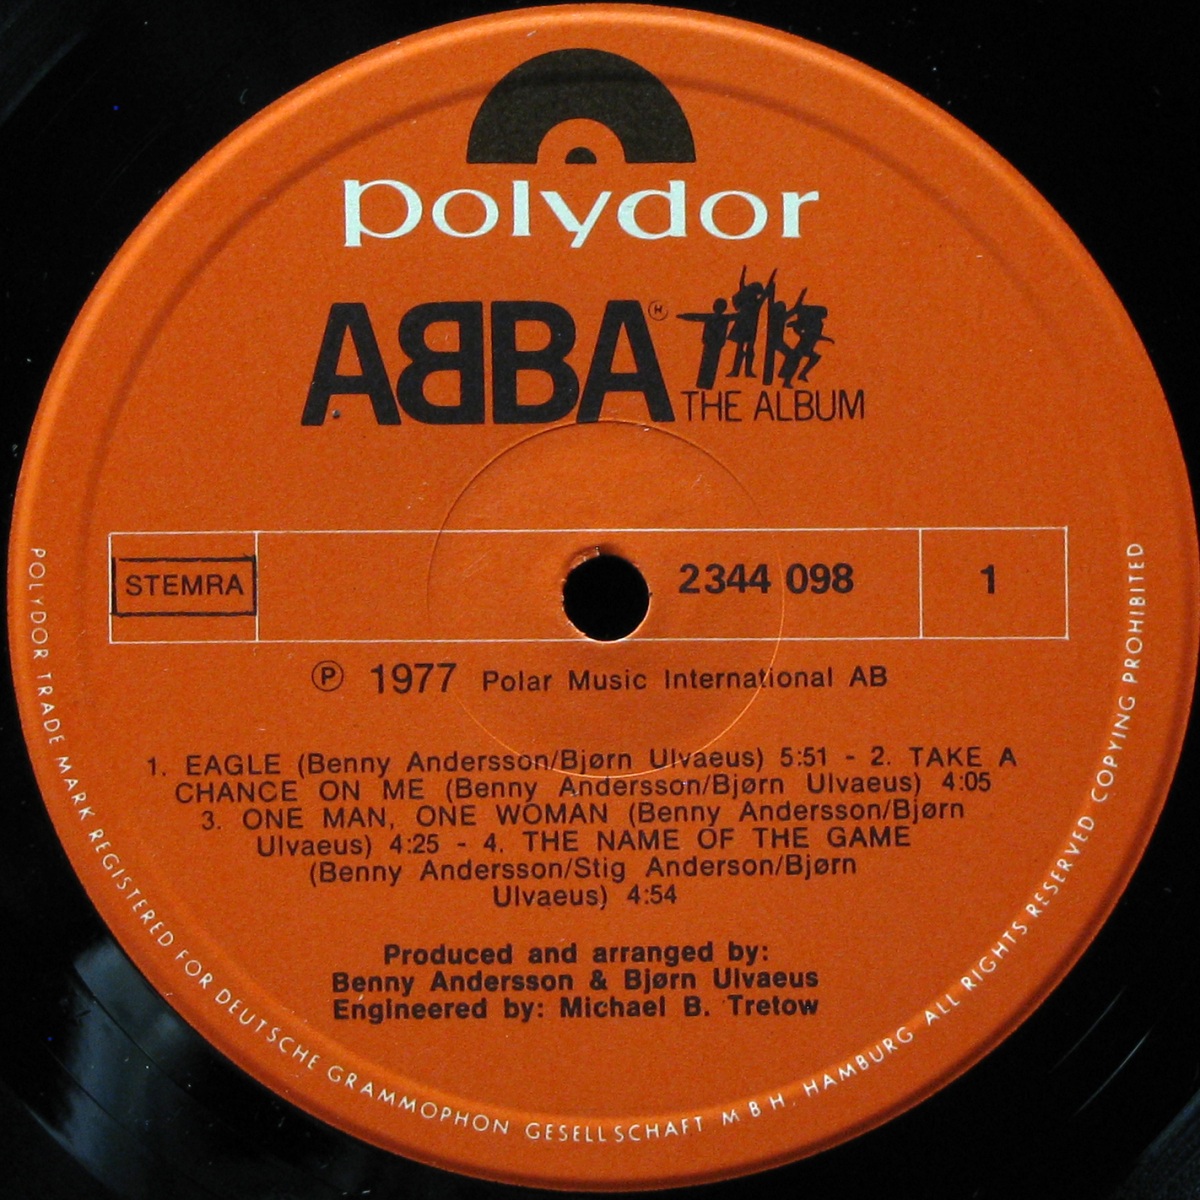 polydor
ABBA Ⓗ
THE ALBUM
STEMRA
2344 098
1
Ⓟ 1977 Polar Music International AB
1. EAGLE (Benny Andersson/Bjørn Ulvaeus) 5:51 - 2. TAKE A
CHANCE ON ME (Benny Andersson/Bjørn Ulvaeus) 4:05
3. ONE MAN, ONE WOMAN (Benny Andersson/Bjørn
Ulvaeus) 4:25 - 4. THE NAME OF THE GAME
(Benny Andersson/Stig Anderson/Bjørn
Ulvaeus) 4:54
Produced and arranged by:
Benny Andersson & Bjørn Ulvaeus
Engineered by: Michael B. Tretow
POLYDOR TRADE MARK REGISTERED FOR DEUTSCHE GRAMMOPHON GESELLSCHAFT MBH, HAMBURG ALL RIGHTS RESERVED COPYING PROHIBITED